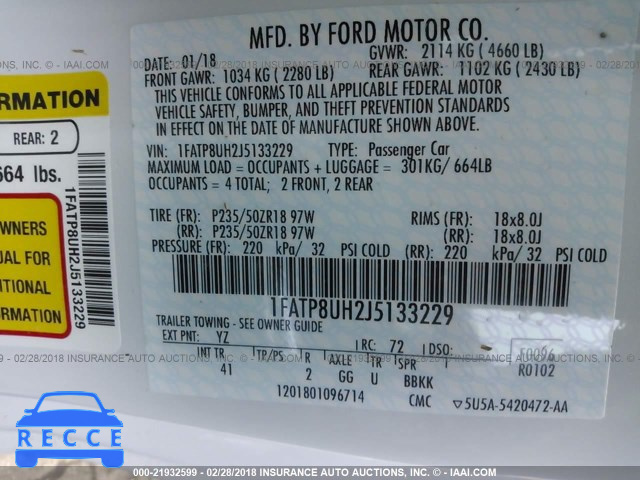 MFD. BY FORD MOTOR CO.
DATE: 01/18 GVWR: 2114 KG ( 4660 LB)
FRONT GAWR: 1034 KG ( 2280 LB) REAR GAWR: 1102 KG ( 2430 LB)
THIS VEHICLE CONFORMS TO ALL APPLICABLE FEDERAL MOTOR
VEHICLE SAFETY, BUMPER, AND THEFT PREVENTION STANDARDS
IN EFFECT ON THE DATE OF MANUFACTURE SHOWN ABOVE.
VIN: 1FATP8UH2J5133229 TYPE: Passenger Car
MAXIMUM LOAD = OCCUPANTS + LUGGAGE = 301KG/ 664LB
OCCUPANTS = 4 TOTAL; 2 FRONT, 2 REAR
TIRE (FR): P235/50ZR18 97W RIMS (FR): 18x8.0J
(RR): P235/50ZR18 97W (RR): 18x8.0J
PRESSURE (FR): 220 kPa/ 32 PSI COLD (RR): 220 kPa/ 32 PSI COLD
1FATP8UH2J5133229
TRAILER TOWING - SEE OWNER GUIDE
EXT PNT: YZ RC: 72 DSO: F0096
INT TR TP/PS R AXLE TR SPR R0102
41 2 GG U BBKK
1201801096714 CMC 5U5A-5420472-AA
ORMATION
REAR: 2
664 lbs.
OWNERS
UAL FOR
ITIONAL
MATION
1FATP8UH2J5133229
BIDCARS
000-21932599 - 02/28/2018 INSURANCE AUTO AUCTIONS - WWW.IAAI.COM